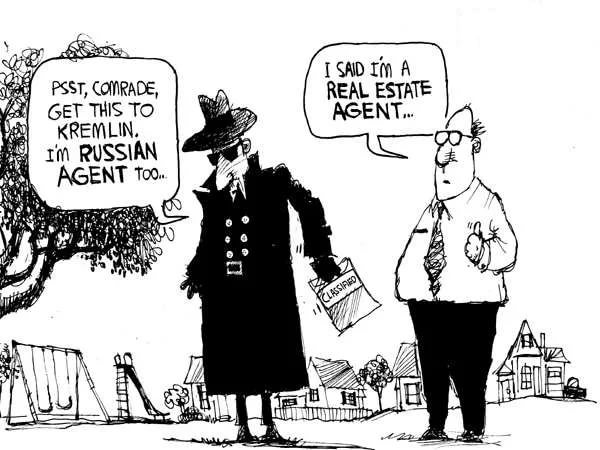 PSST, COMRADE,
GET THIS TO
KREMLIN.
I'M RUSSIAN
AGENT TOO..
I SAID I'M A
REAL ESTATE
AGENT...
CLASSIFIED